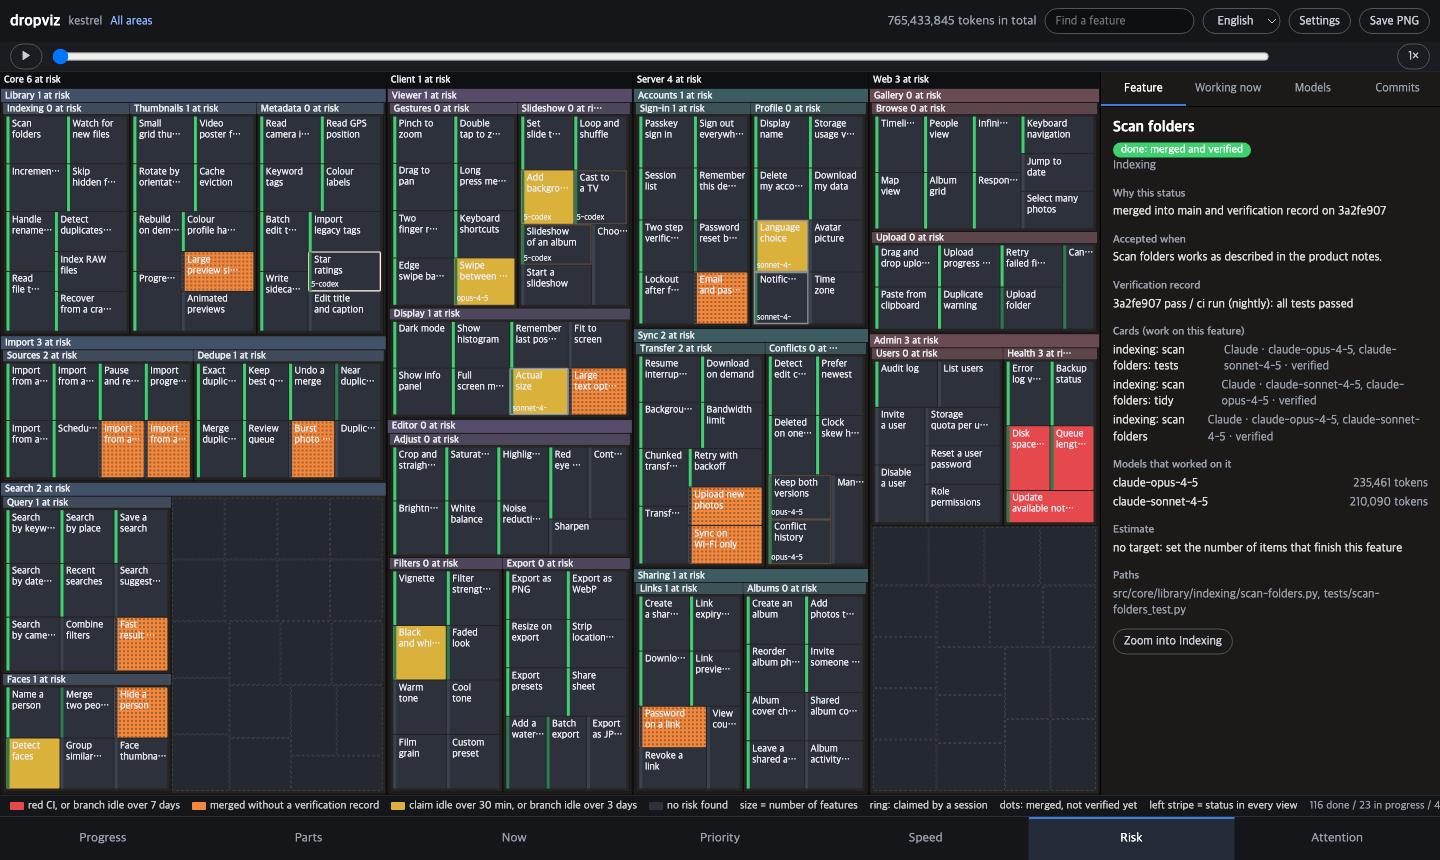 dropviz kestrel All areas
765,433,845 tokens in total
Find a feature
English
Settings
Save PNG
1×
Core 6 at risk
Library 1 at risk
Indexing 0 at risk
Scan
folders
Watch for
new files
Incremen···
Skip
hidden f···
Handle
rename···
Detect
duplicates···
Index RAW
files
Read
file t···
Recover
from a cra···
Thumbnails 1 at risk
Small
grid thu···
Video
poster f···
Rotate by
orientat···
Cache
eviction
Rebuild
on dem···
Colour
profile ha···
Large
preview si···
Progre···
Animated
previews
Metadata 0 at risk
Read
camera i···
Read GPS
position
Keyword
tags
Colour
labels
Batch
edit t···
Import
legacy tags
Star
ratings
5-codex
Write
sideca···
Edit title
and caption
Import 3 at risk
Sources 2 at risk
Import
from a···
Import
from a···
Pause
and re···
Import
progre···
Import
from a···
Schedu···
Import
from a···
Import
from a···
Dedupe 1 at risk
Exact
duplic···
Keep
best q···
Undo a
merge
Near
duplic···
Merge
duplic···
Review
queue
Burst
photo ···
Duplic···
Search 2 at risk
Query 1 at risk
Search
by keyw···
Search
by place
Save a
search
Search
by date···
Recent
searches
Search
suggest···
Search
by came···
Combine
filters
Fast
result ···
Faces 1 at risk
Name a
person
Merge
two peo···
Hide a
person
Detect
faces
Group
similar···
Face
thumbna···
Client 1 at risk
Viewer 1 at risk
Gestures 0 at risk
Pinch to
zoom
Double
tap to z···
Drag to
pan
Long
press me···
Two
finger r···
Keyboard
shortcuts
Edge
swipe ba···
Swipe
between ···
opus-4-5
Slideshow 0 at ri···
Set
slide t···
Loop and
shuffle
Add
backgro···
5-codex
Cast to
a TV
5-codex
Slideshow
of an album
5-codex
Choo···
Start a
slideshow
Display 1 at risk
Dark mode
Show
histogram
Remember
last pos···
Fit to
screen
Show info
panel
Full
screen m···
Actual
size
sonnet-4-
Large
text opt···
Editor 0 at risk
Adjust 0 at risk
Crop and
straigh···
Saturat···
Highlig···
Red
eye ···
Cont···
Brightn···
White
balance
Noise
reducti···
Sharpen
Filters 0 at risk
Vignette
Filter
strengt···
Black
and whi···
Faded
look
Warm
tone
Cool
tone
Film
grain
Custom
preset
Export 0 at risk
Export as
PNG
Export as
WebP
Resize on
export
Strip
location···
Export
presets
Share
sheet
Add a
water···
Batch
export
Export
as JP···
Server 4 at risk
Accounts 1 at risk
Sign-in 1 at risk
Passkey
sign in
Sign out
everywh···
Session
list
Remember
this de···
Two step
verific···
Password
reset b···
Lockout
after f···
Email
and pas···
Profile 0 at risk
Display
name
Storage
usage v···
Delete
my acco···
Download
my data
Language
choice
sonnet-4-
Avatar
picture
Notific···
sonnet-4-
Time
zone
Sync 2 at risk
Transfer 2 at risk
Resume
interrup···
Download
on demand
Backgrou···
Bandwidth
limit
Chunked
transf···
Retry with
backoff
Upload new
photos
Transf···
Sync on
Wi-Fi only
Conflicts 0 at ···
Detect
edit c···
Prefer
newest
Deleted
on one···
Clock
skew h···
Keep both
versions
opus-4-5
Man···
Conflict
history
opus-4-5
Sharing 1 at risk
Links 1 at risk
Create
a shar···
Link
expiry···
Downlo···
Link
previe···
Password
on a link
View
cou···
Revoke a
link
Albums 0 at risk
Create an
album
Add
photos t···
Reorder
album ph···
Invite
someone ···
Album
cover ch···
Shared
album co···
Leave a
shared a···
Album
activity···
Web 3 at risk
Gallery 0 at risk
Browse 0 at risk
Timeli···
People
view
Infini···
Keyboard
navigation
Jump to
date
Map
view
Album
grid
Respon···
Select many
photos
Upload 0 at risk
Drag and
drop uplo···
Upload
progress ···
Retry
failed fi···
Can···
Paste from
clipboard
Duplicate
warning
Upload
folder
Admin 3 at risk
Users 0 at risk
Audit log
List users
Invite
a user
Storage
quota per u···
Reset a user
password
Disable
a user
Role
permissions
Health 3 at ri···
Error
log v···
Backup
status
Disk
space···
Queue
lengt···
Update
available not···
Feature
Working now
Models
Commits
Scan folders
done: merged and verified
Indexing
Why this status
merged into main and verification record on 3a2fe907
Accepted when
Scan folders works as described in the product notes.
Verification record
3a2fe907 pass / ci run (nightly): all tests passed
Cards (work on this feature)
indexing: scan folders: tests
Claude · claude-opus-4-5, claude-sonnet-4-5 · verified
indexing: scan folders: tidy
Claude · claude-sonnet-4-5, claude-opus-4-5 · verified
indexing: scan folders
Claude · claude-opus-4-5, claude-sonnet-4-5 · verified
Models that worked on it
claude-opus-4-5 235,461 tokens
claude-sonnet-4-5 210,090 tokens
Estimate
no target: set the number of items that finish this feature
Paths
src/core/library/indexing/scan-folders.py, tests/scan-
folders_test.py
Zoom into Indexing
red CI, or branch idle over 7 days
merged without a verification record
claim idle over 30 min, or branch idle over 3 days
no risk found
size = number of features
ring: claimed by a session
dots: merged, not verified yet
left stripe = status in every view
116 done / 23 in progress / 4
Progress
Parts
Now
Priority
Speed
Risk
Attention